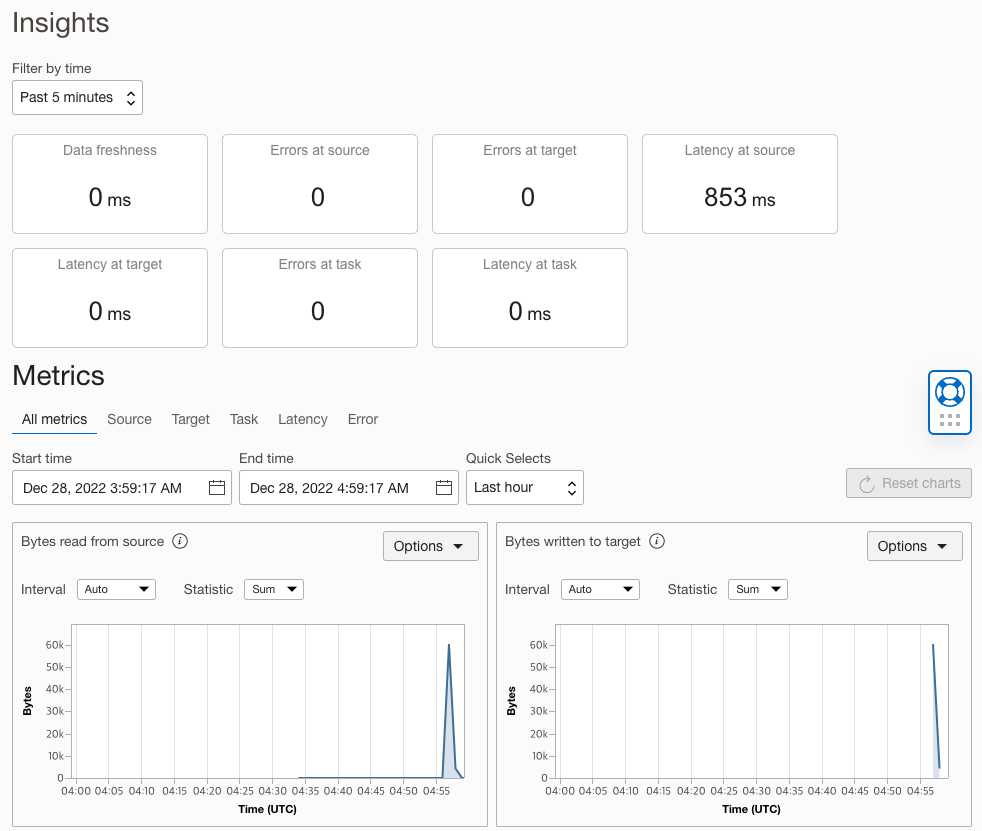 Insights
Filter by time
Past 5 minutes
Data freshness
0 ms
Errors at source
0
Errors at target
0
Latency at source
853 ms
Latency at target
0 ms
Errors at task
0
Latency at task
0 ms
Metrics
All metrics Source Target Task Latency Error
Start time End time Quick Selects
Dec 28, 2022 3:59:17 AM Dec 28, 2022 4:59:17 AM Last hour Reset charts
Bytes read from source i Options
Interval Auto Statistic Sum
60k
50k
40k
30k
20k
10k
0
Bytes
04:00 04:05 04:10 04:15 04:20 04:25 04:30 04:35 04:40 04:45 04:50 04:55
Time (UTC)
Bytes written to target i Options
Interval Auto Statistic Sum
60k
50k
40k
30k
20k
10k
0
Bytes
04:00 04:05 04:10 04:15 04:20 04:25 04:30 04:35 04:40 04:45 04:50 04:55
Time (UTC)